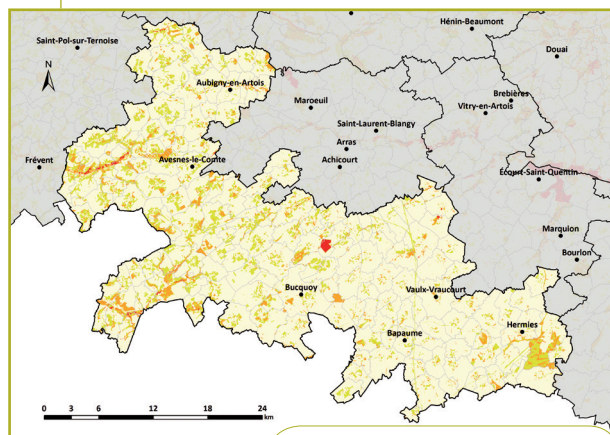 Hénin-Beaumont
Saint-Pol-sur-Ternoise
Douai
N
Aubigny-en-Artois
Brebières
Maroeuil
Vitry-en-Artois
Saint-Laurent-Blangy
Arras
Frévent
Avesnes-le-Comte
Achicourt
Écourt-Saint-Quentin
Marquion
Bourlon
Bucquoy
Vaulx-Vraucourt
Hermies
Bapaume
0 3 6 12 18 24
km